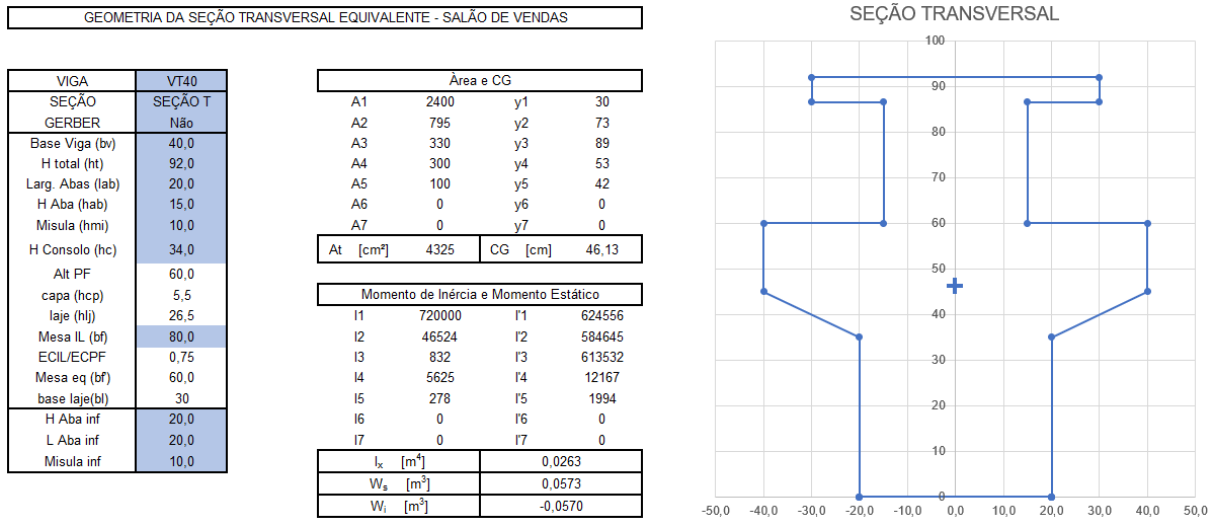 GEOMETRIA DA SEÇÃO TRANSVERSAL EQUIVALENTE - SALÃO DE VENDAS
VIGA VT40
SEÇÃO SEÇÃO T
GERBER Não
Base Viga (bv) 40,0
H total (ht) 92,0
Larg. Abas (lab) 20,0
H Aba (hab) 15,0
Misula (hmi) 10,0
H Consolo (hc) 34,0
Alt PF 60,0
capa (hcp) 5,5
laje (hlj) 26,5
Mesa IL (bf) 80,0
ECIL/ECPF 0,75
Mesa eq (bf') 60,0
base laje(bl) 30
H Aba inf 20,0
L Aba inf 20,0
Misula inf 10,0
Àrea e CG
A1 2400 y1 30
A2 795 y2 73
A3 330 y3 89
A4 300 y4 53
A5 100 y5 42
A6 0 y6 0
A7 0 y7 0
At [cm²] 4325 CG [cm] 46,13
Momento de Inércia e Momento Estático
I1 720000 I'1 624556
I2 46524 I'2 584645
I3 832 I'3 613532
I4 5625 I'4 12167
I5 278 I'5 1994
I6 0 I'6 0
I7 0 I'7 0
Iₓ [m⁴] 0,0263
Wₛ [m³] 0,0573
Wᵢ [m³] -0,0570
SEÇÃO TRANSVERSAL
100
90
80
70
60
50
40
30
20
10
0
-50,0 -40,0 -30,0 -20,0 -10,0 0,0 10,0 20,0 30,0 40,0 50,0